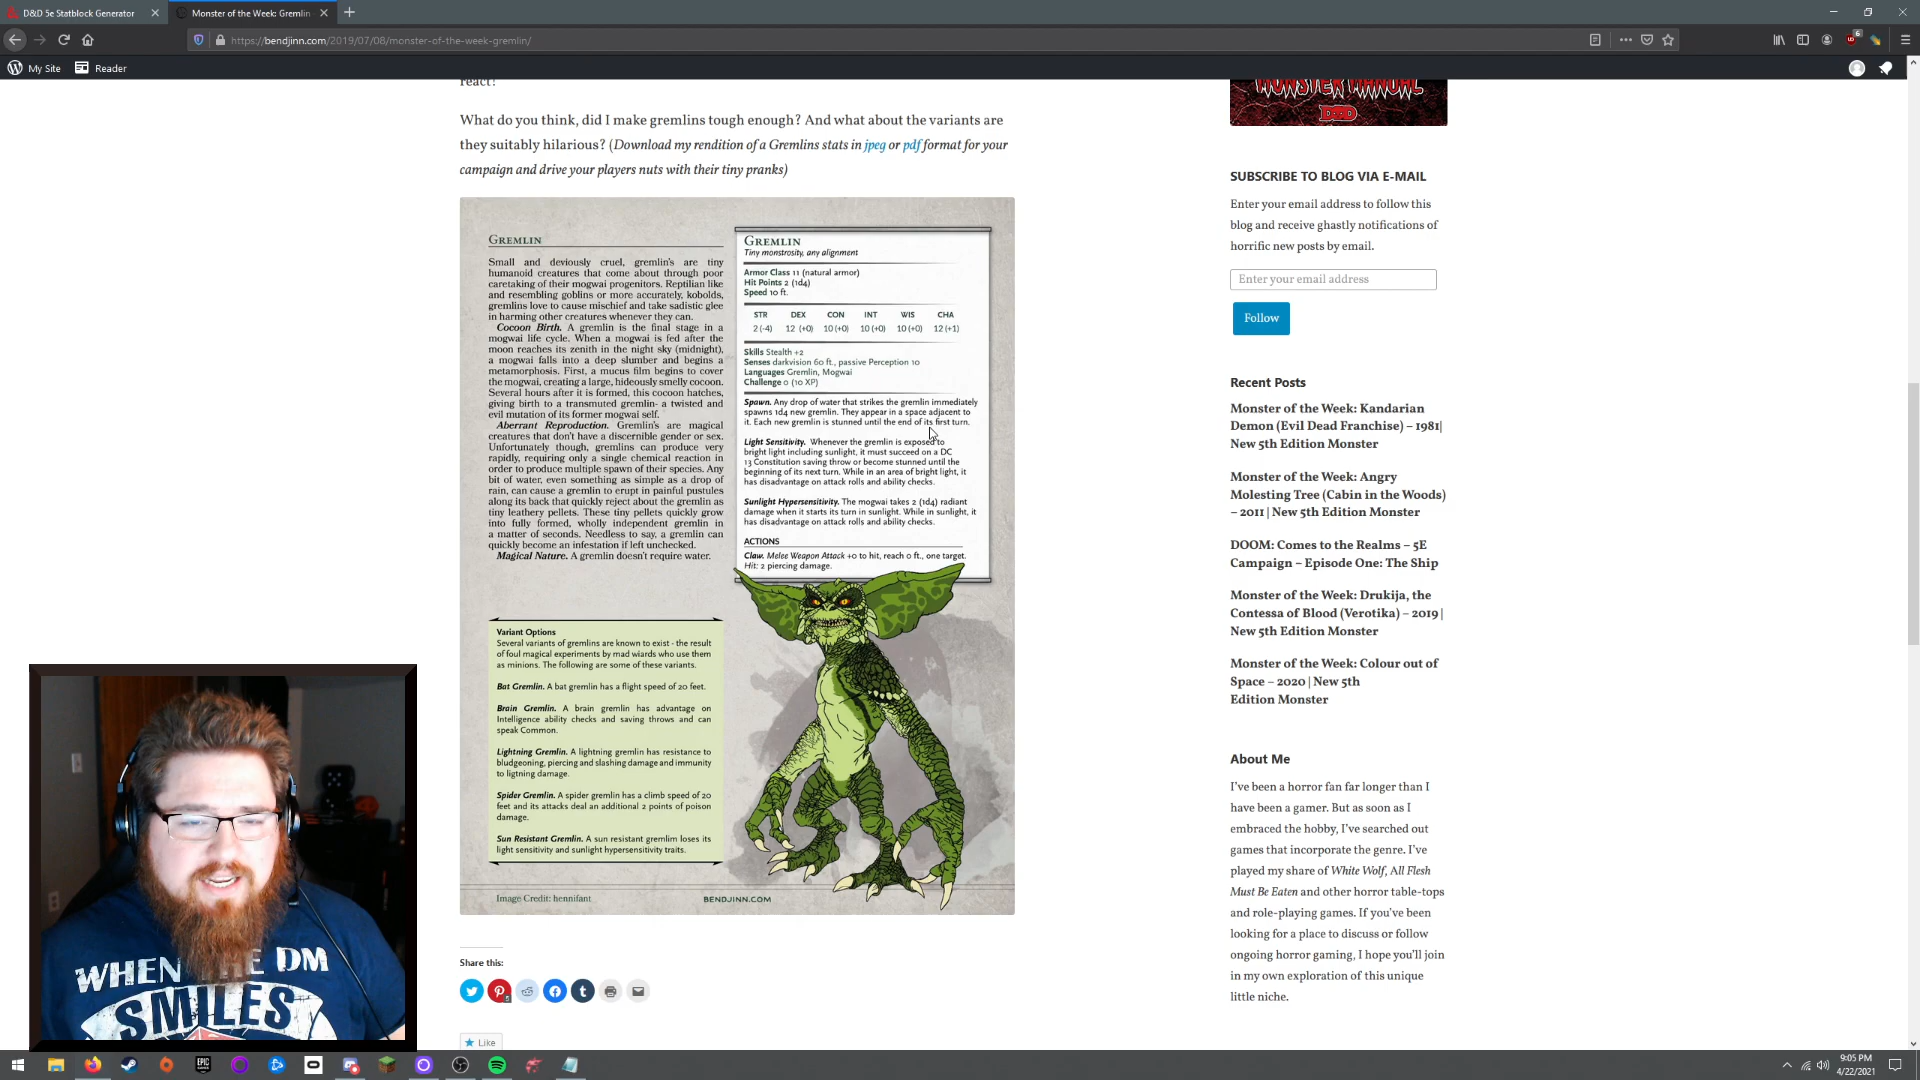 D&D 5e Statblock Generator
Monster of the Week: Gremlin
https://bendjinn.com/2019/07/08/monster-of-the-week-gremlin/
6
My Site
Reader
react!
What do you think, did I make gremlins tough enough? And what about the variants are
they suitably hilarious? (Download my rendition of a Gremlins stats in jpeg or pdf format for your
campaign and drive your players nuts with their tiny pranks)
GREMLIN
Small and deviously cruel, gremlin's are tiny
humanoid creatures that come about through poor
caretaking of their mogwai progenitors. Reptilian like
and resembling goblins or more accurately, kobolds,
gremlins love to cause mischief and take sadistic glee
in harming other creatures whenever they can.
Cocoon Birth. A gremlin is the final stage in a
mogwai life cycle. When a mogwai is fed after the
moon reaches its zenith in the night sky (midnight),
a mogwai falls into a deep slumber and begins a
metamorphosis. First, a mucus film begins to cover
the mogwai, creating a large, hideously smelly cocoon.
Several hours after it is formed, this cocoon hatches,
giving birth to a transmuted gremlin- a twisted and
evil mutation of its former mogwai self.
Aberrant Reproduction. Gremlin's are magical
creatures that don't have a discernible gender or sex.
Unfortunately though, gremlins can produce very
rapidly, requiring only a single chemical reaction in
order to produce multiple spawn of their species. Any
bit of water, even something as simple as a drop of
rain, can cause a gremlin to erupt in painful pustules
along its back that quickly reject about the gremlin as
tiny leathery pellets. These tiny pellets quickly grow
into fully formed, wholly independent gremlin in
a matter of seconds. Needless to say, a gremlin can
quickly become an infestation if left unchecked.
Magical Nature. A gremlin doesn't require water.
Variant Options
Several variants of gremlins are known to exist - the result
of foul magical experiments by mad wiards who use them
as minions. The following are some of these variants.
Bat Gremlin. A bat gremlin has a flight speed of 20 feet.
Brain Gremlin. A brain gremlin has advantage on
Intelligence ability checks and saving throws and can
speak Common.
Lightning Gremlin. A lightning gremlin has resistance to
bludgeoning, piercing and slashing damage and immunity
to ligtning damage.
Spider Gremlin. A spider gremlin has a climb speed of 20
feet and its attacks deal an additional 2 points of poison
damage.
Sun Resistant Gremlin. A sun resistant gremlim loses its
light sensitivity and sunlight hypersensitivity traits.
GREMLIN
Tiny monstrosity, any alignment
Armor Class 11 (natural armor)
Hit Points 2 (1d4)
Speed 10 ft.
STR DEX CON INT WIS CHA
2 (-4) 12 (+0) 10 (+0) 10 (+0) 10 (+0) 12 (+1)
Skills Stealth +2
Senses darkvision 60 ft., passive Perception 10
Languages Gremlin, Mogwai
Challenge 0 (10 XP)
Spawn. Any drop of water that strikes the gremlin immediately
spawns 1d4 new gremlin. They appear in a space adjacent to
it. Each new gremlin is stunned until the end of its first turn.
Light Sensitivity. Whenever the gremlin is exposed to
bright light including sunlight, it must succeed on a DC
13 Constitution saving throw or become stunned until the
beginning of its next turn. While in an area of bright light, it
has disadvantage on attack rolls and ability checks.
Sunlight Hypersensitivity. The mogwai takes 2 (1d4) radiant
damage when it starts its turn in sunlight. While in sunlight, it
has disadvantage on attack rolls and ability checks.
ACTIONS
Claw. Melee Weapon Attack +0 to hit, reach 0 ft., one target.
Hit: 2 piercing damage.
Image Credit: hennifant
BENDJINN.COM
Share this:
5
Like
MONSTER MANUAL
D&D
SUBSCRIBE TO BLOG VIA E-MAIL
Enter your email address to follow this
blog and receive ghastly notifications of
horrific new posts by email.
Enter your email address
Follow
Recent Posts
Monster of the Week: Kandarian
Demon (Evil Dead Franchise) – 1981|
New 5th Edition Monster
Monster of the Week: Angry
Molesting Tree (Cabin in the Woods)
– 2011 | New 5th Edition Monster
DOOM: Comes to the Realms – 5E
Campaign – Episode One: The Ship
Monster of the Week: Drukija, the
Contessa of Blood (Verotika) – 2019 |
New 5th Edition Monster
Monster of the Week: Colour out of
Space – 2020 | New 5th
Edition Monster
About Me
I've been a horror fan far longer than I
have been a gamer. But as soon as I
embraced the hobby, I've searched out
games that incorporate the genre. I've
played my share of White Wolf, All Flesh
Must Be Eaten and other horror table-tops
and role-playing games. If you've been
looking for a place to discuss or follow
ongoing horror gaming, I hope you'll join
in my own exploration of this unique
little niche.
WHEN THE DM
SMILES
EPIC GAMES
9:05 PM
4/22/2021